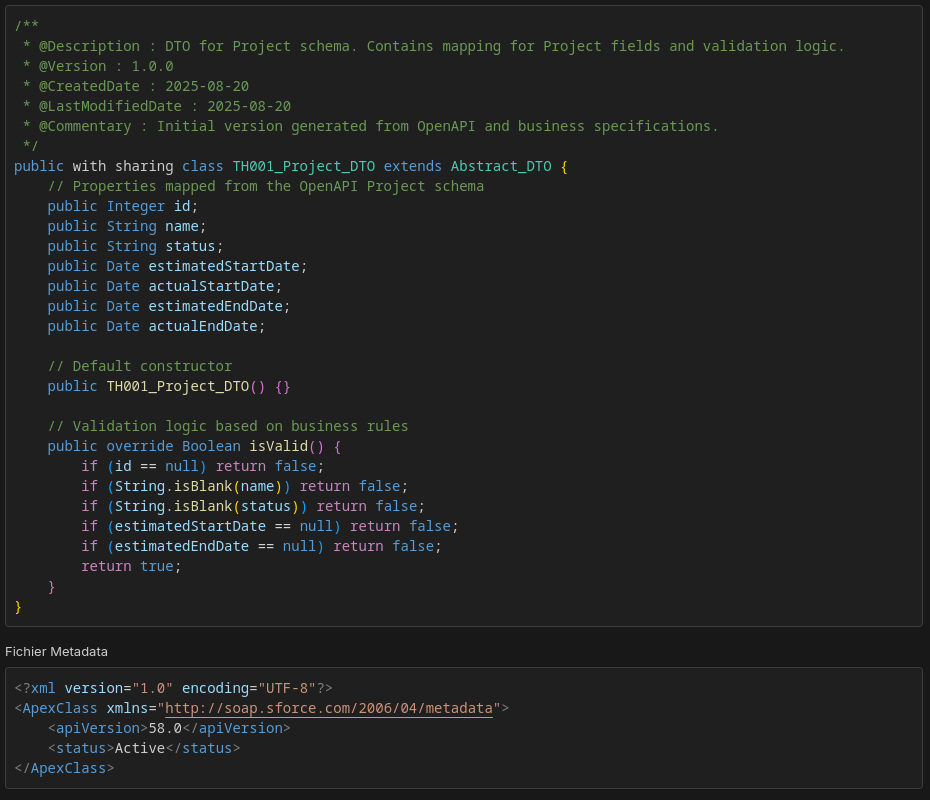 /**
 * @Description : DTO for Project schema. Contains mapping for Project fields and validation logic.
 * @Version : 1.0.0
 * @CreatedDate : 2025-08-20
 * @LastModifiedDate : 2025-08-20
 * @Commentary : Initial version generated from OpenAPI and business specifications.
 */
public with sharing class TH001_Project_DTO extends Abstract_DTO {
    // Properties mapped from the OpenAPI Project schema
    public Integer id;
    public String name;
    public String status;
    public Date estimatedStartDate;
    public Date actualStartDate;
    public Date estimatedEndDate;
    public Date actualEndDate;

    // Default constructor
    public TH001_Project_DTO() {}

    // Validation logic based on business rules
    public override Boolean isValid() {
        if (id == null) return false;
        if (String.isBlank(name)) return false;
        if (String.isBlank(status)) return false;
        if (estimatedStartDate == null) return false;
        if (estimatedEndDate == null) return false;
        return true;
    }
}
Fichier Metadata
<?xml version="1.0" encoding="UTF-8"?>
<ApexClass xmlns="http://soap.sforce.com/2006/04/metadata">
    <apiVersion>58.0</apiVersion>
    <status>Active</status>
</ApexClass>